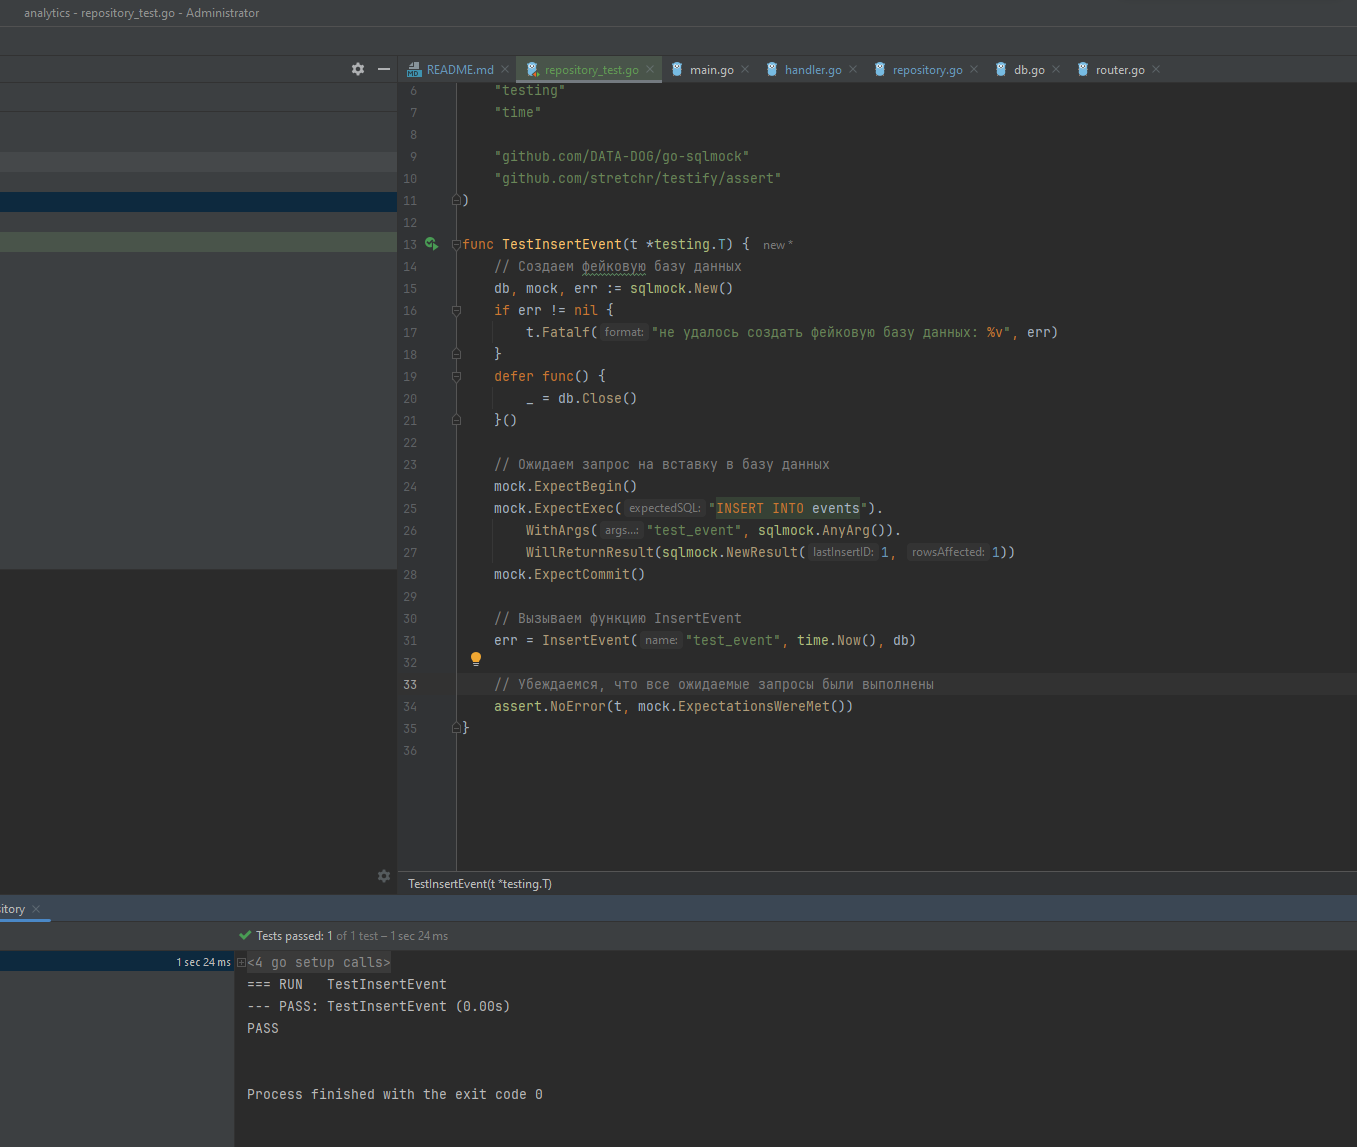 analytics - repository_test.go - Administrator
README.md repository_test.go main.go handler.go repository.go db.go router.go
6 "testing"
7 "time"
8
9 "github.com/DATA-DOG/go-sqlmock"
10 "github.com/stretchr/testify/assert"
11 )
12
13 func TestInsertEvent(t *testing.T) { new *
14 // Создаем фейковую базу данных
15 db, mock, err := sqlmock.New()
16 if err != nil {
17 t.Fatalf( format: "не удалось создать фейковую базу данных: %v", err)
18 }
19 defer func() {
20 _ = db.Close()
21 }()
22
23 // Ожидаем запрос на вставку в базу данных
24 mock.ExpectBegin()
25 mock.ExpectExec( expectedSQL: "INSERT INTO events").
26 WithArgs( args...: "test_event", sqlmock.AnyArg()).
27 WillReturnResult(sqlmock.NewResult( lastInsertID: 1, rowsAffected: 1))
28 mock.ExpectCommit()
29
30 // Вызываем функцию InsertEvent
31 err = InsertEvent( name: "test_event", time.Now(), db)
32
33 // Убеждаемся, что все ожидаемые запросы были выполнены
34 assert.NoError(t, mock.ExpectationsWereMet())
35 }
36
TestInsertEvent(t *testing.T)
sitory
Tests passed: 1 of 1 test – 1 sec 24 ms
1 sec 24 ms <4 go setup calls>
=== RUN TestInsertEvent
--- PASS: TestInsertEvent (0.00s)
PASS
Process finished with the exit code 0